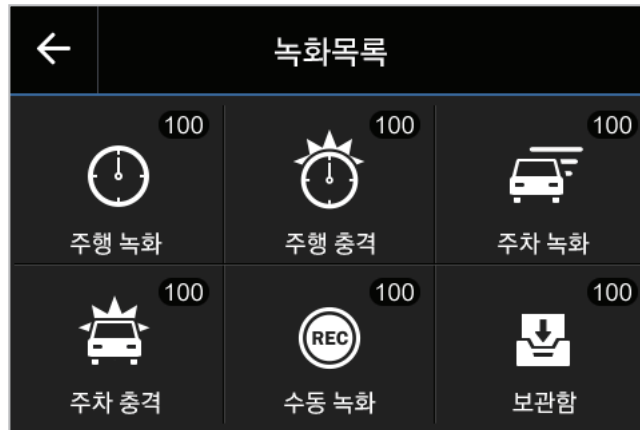 녹화목록
100 100 100
주행 녹화 주행 충격 주차 녹화
100 REC 100 100
주차 충격 수동 녹화 보관함